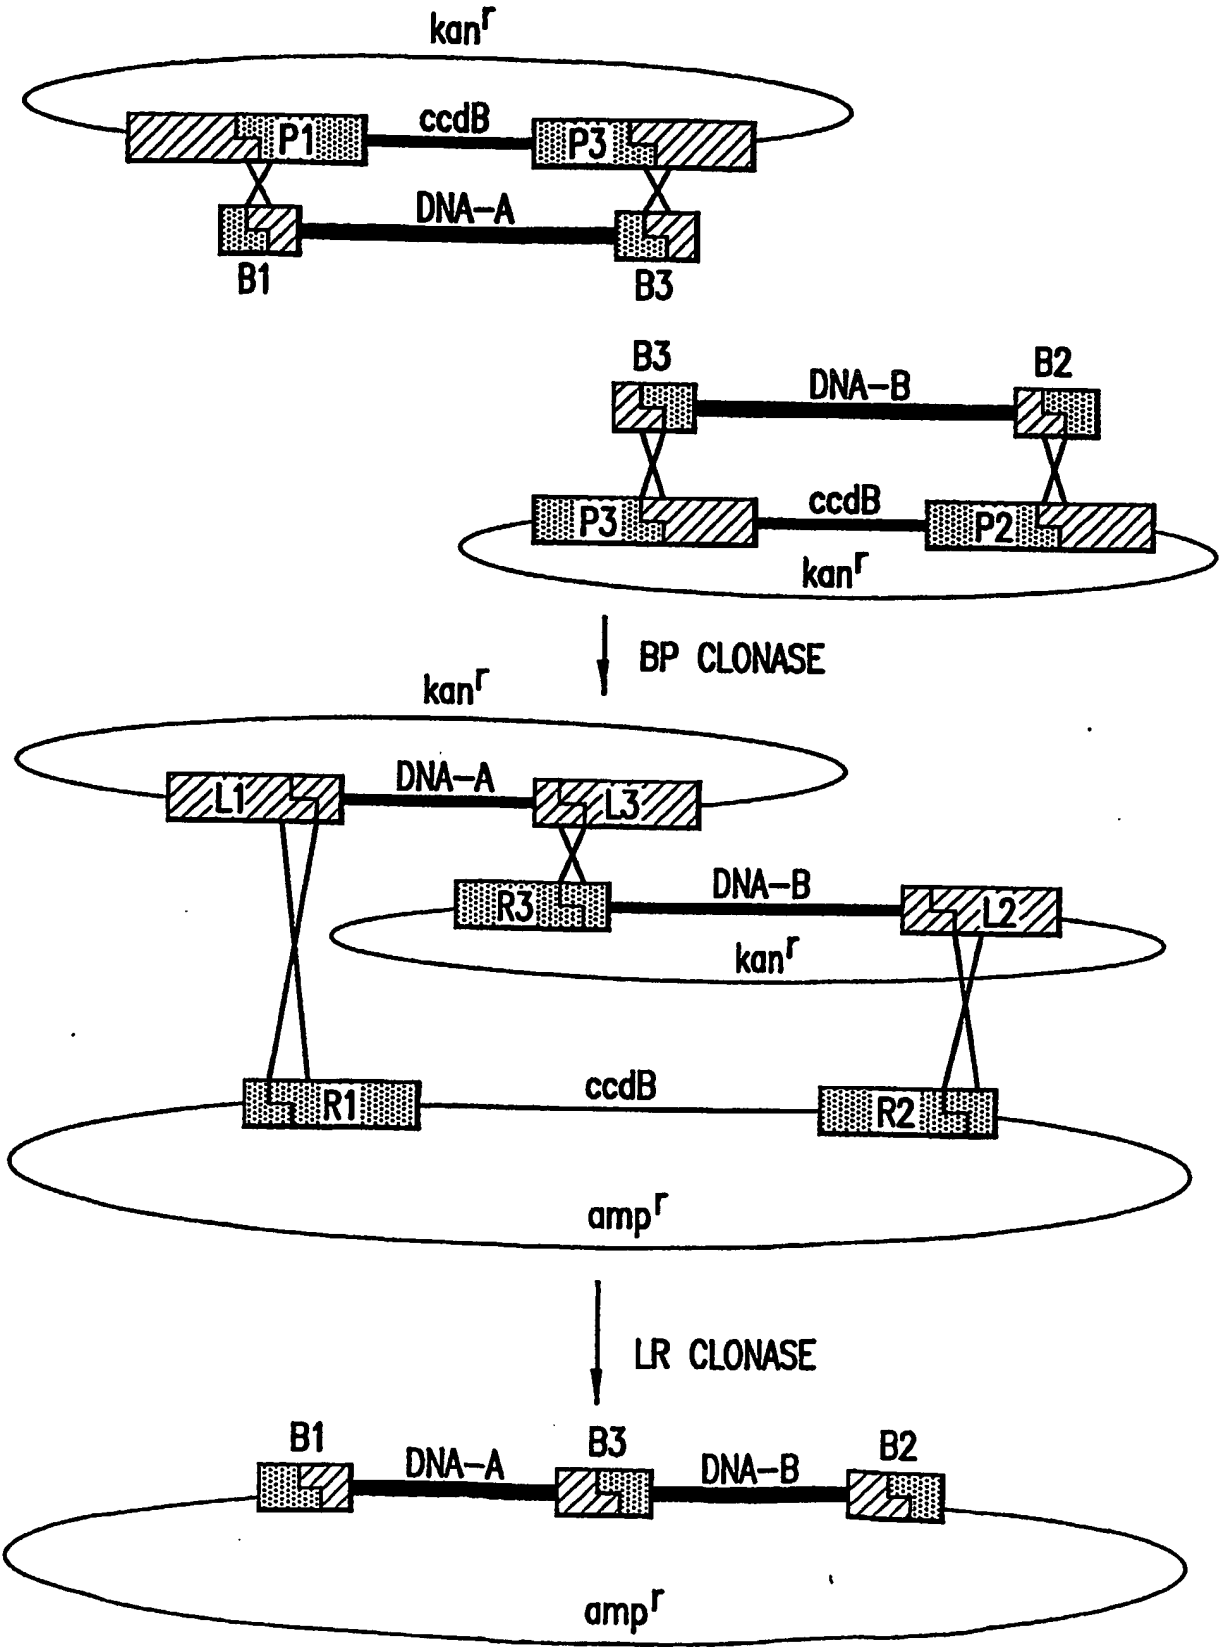 kanr
P1 ccdB P3
DNA-A
B1 B3
B3 DNA-B B2
P3 ccdB P2
kanr
BP CLONASE
kanr
L1 DNA-A L3
R3 DNA-B L2
kanr
R1 ccdB R2
ampr
LR CLONASE
B1 DNA-A B3 DNA-B B2
ampr